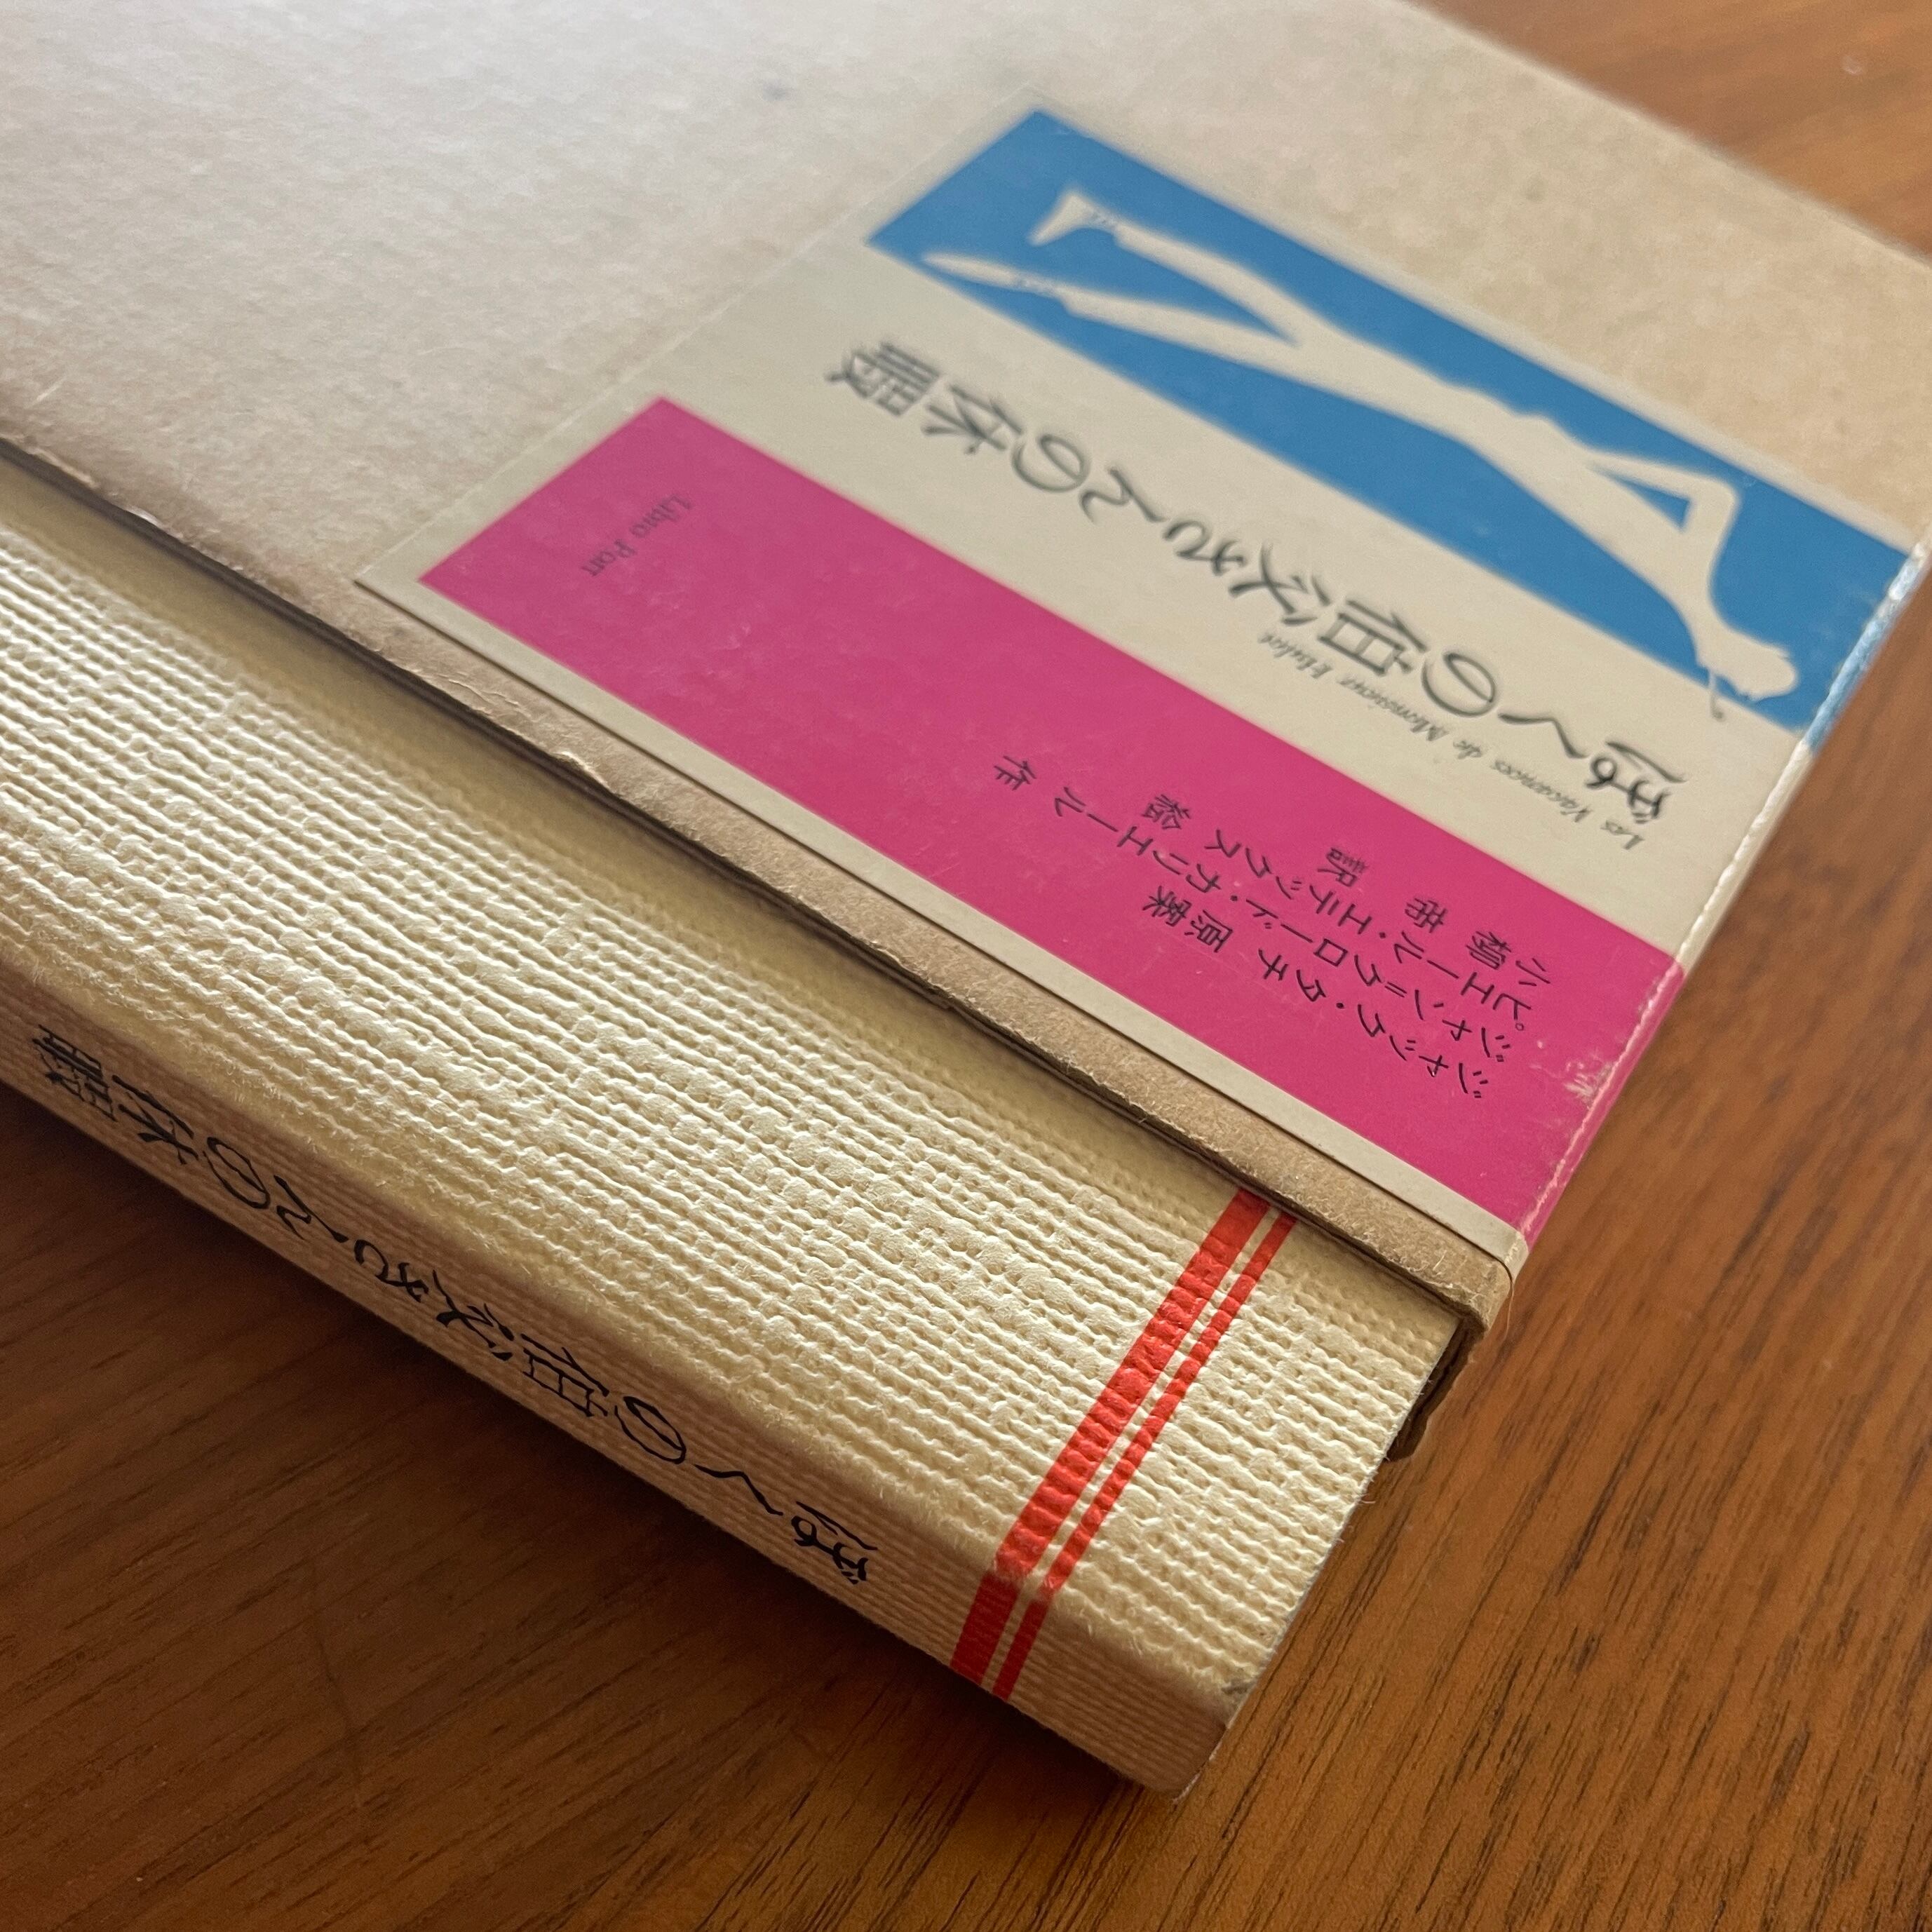 ぼくの伯父さんの休暇
Les Vacances de Monsieur Hulot
ジャック・タチ 原案
ジャン＝クロード・カリエール 作
ピエール・エテックス 絵
小柳 帝 訳
Libro Port
ぼくの伯父さんの休暇